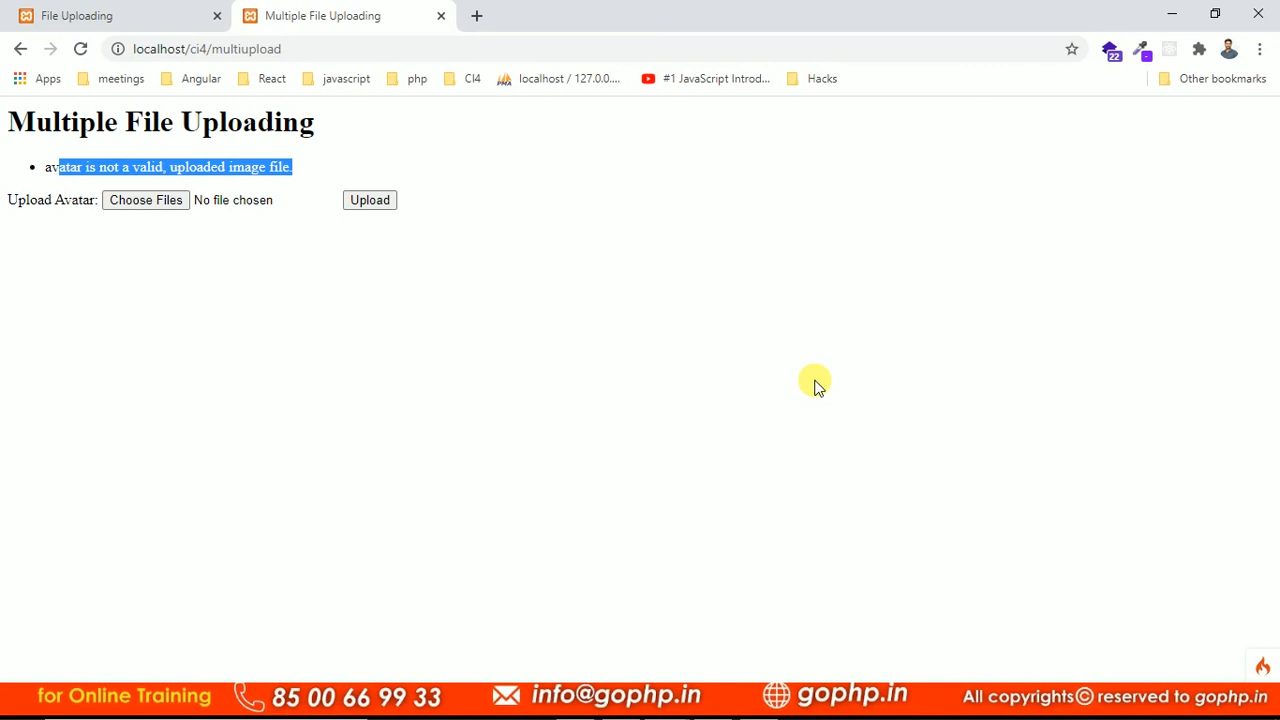 File Uploading
Multiple File Uploading
localhost/ci4/multiupload
22
Apps
meetings
Angular
React
javascript
php
CI4
localhost / 127.0.0....
#1 JavaScript Introd...
Hacks
Other bookmarks
Multiple File Uploading
• avatar is not a valid, uploaded image file.
Upload Avatar: Choose Files No file chosen Upload
for Online Training 85 00 66 99 33 info@gophp.in gophp.in All copyrights© reserved to gophp.in